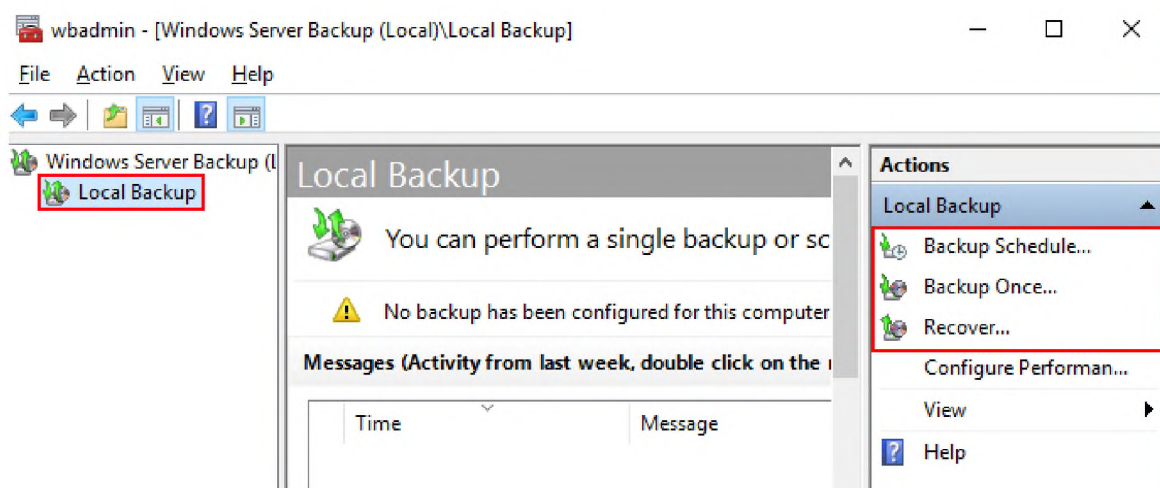 wbadmin - [Windows Server Backup (Local)\Local Backup]
File Action View Help
Windows Server Backup (L
Local Backup
Local Backup
You can perform a single backup or sc
No backup has been configured for this computer
Messages (Activity from last week, double click on the
Time Message
Actions
Local Backup
Backup Schedule...
Backup Once...
Recover...
Configure Performan...
View
Help